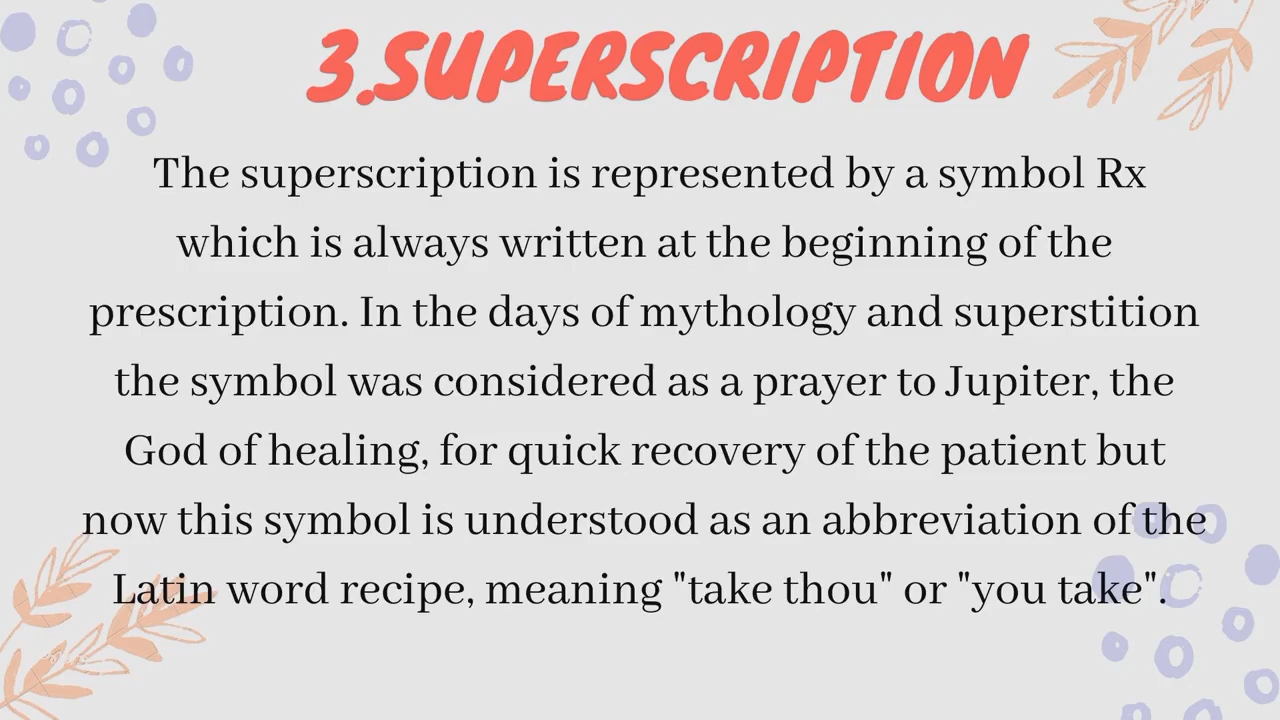 3.SUPERSCRIPTION
The superscription is represented by a symbol Rx
which is always written at the beginning of the
prescription. In the days of mythology and superstition
the symbol was considered as a prayer to Jupiter, the
God of healing, for quick recovery of the patient but
now this symbol is understood as an abbreviation of the
Latin word recipe, meaning "take thou" or "you take".